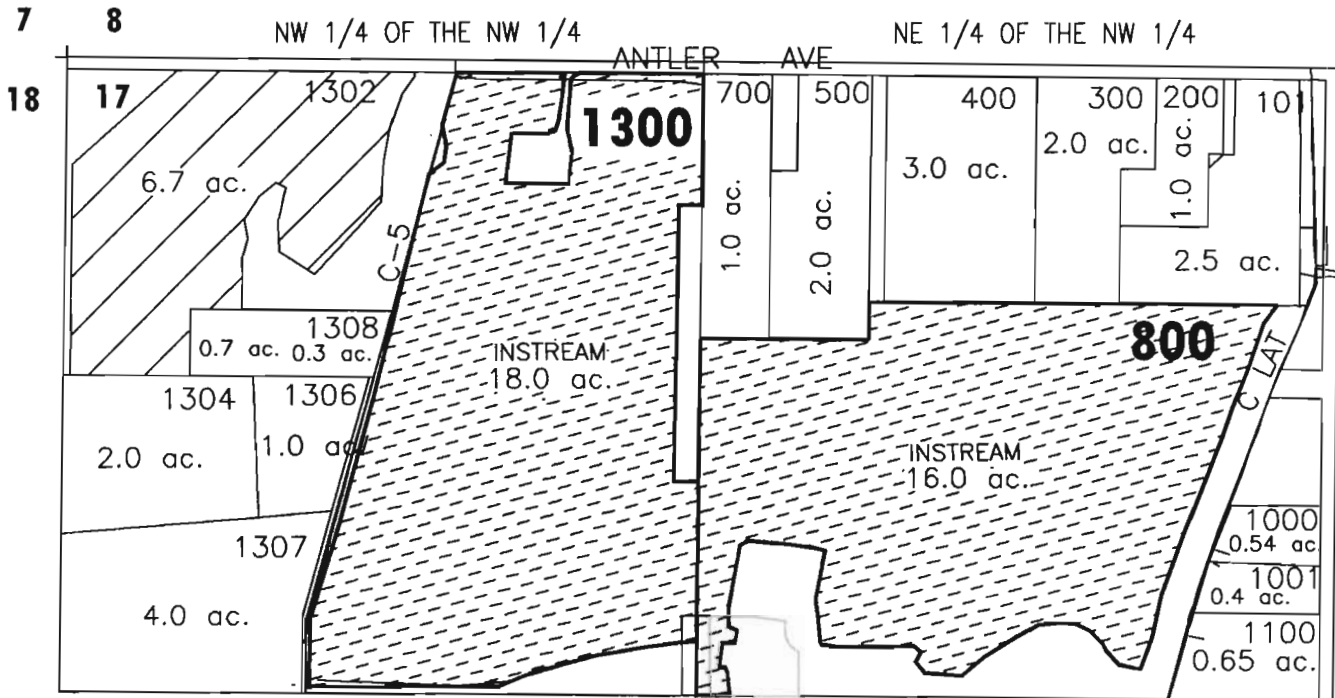 7 8
NW 1/4 OF THE NW 1/4
NE 1/4 OF THE NW 1/4
ANTLER AVE
18 17
1302
6.7 ac.
C-5
1300
INSTREAM
18.0 ac.
700
1.0 ac.
500
2.0 ac.
400
3.0 ac.
300
2.0 ac.
200
1.0 ac.
101
2.5 ac.
1308
0.7 ac. 0.3 ac.
1304
2.0 ac.
1306
1.0 ac
1307
4.0 ac.
800
INSTREAM
16.0 ac.
C LAT
1000
0.54 ac.
1001
0.4 ac.
1100
0.65 ac.